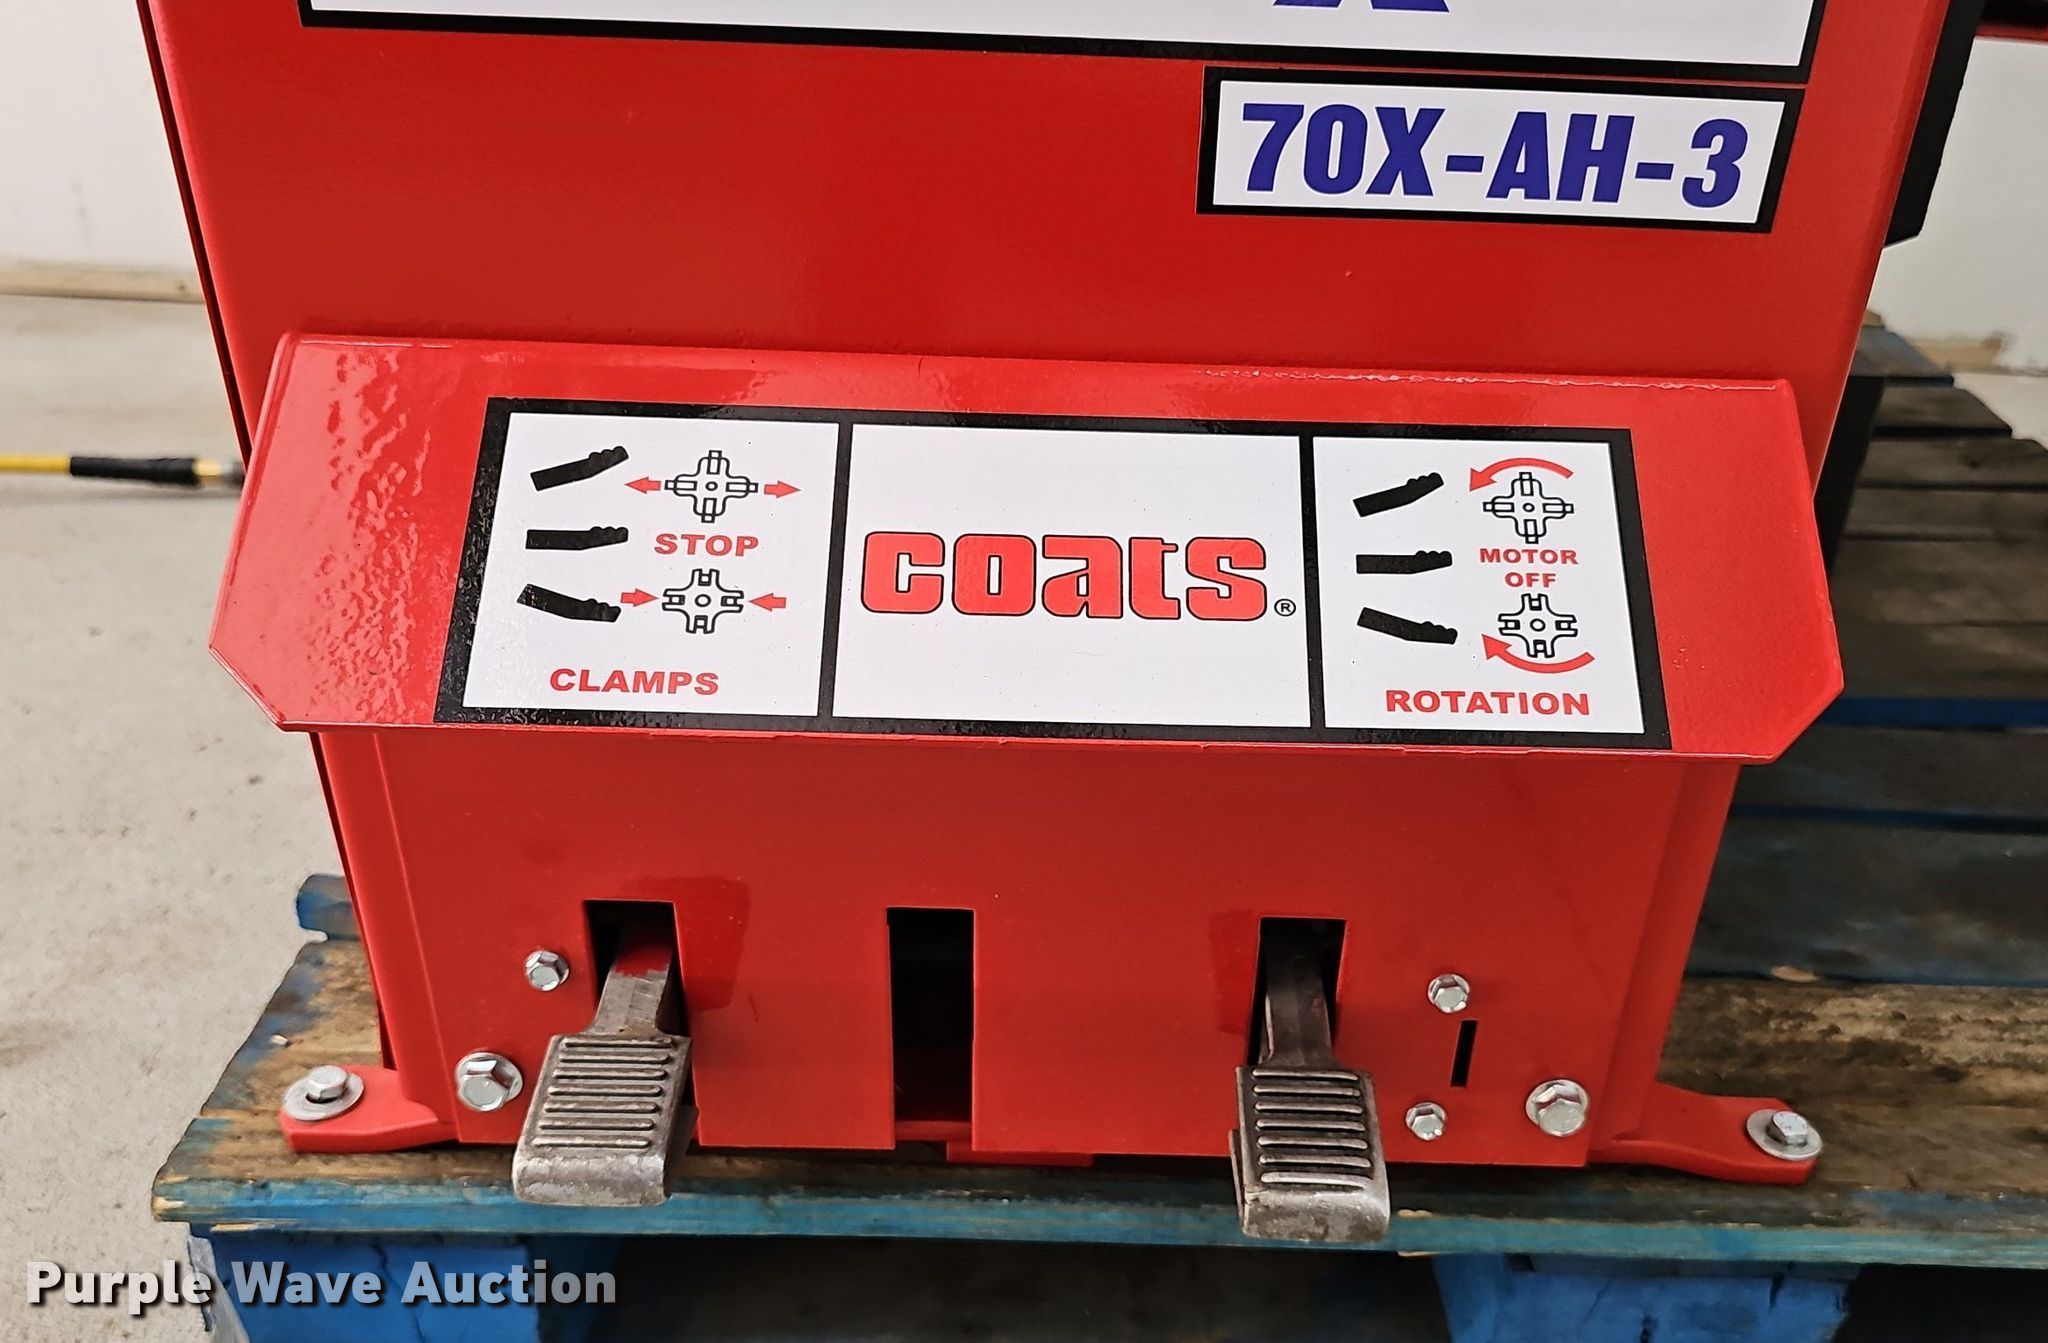 70X-AH-3
STOP
CLAMPS
coats®
MOTOR
OFF
ROTATION
Purple Wave Auction